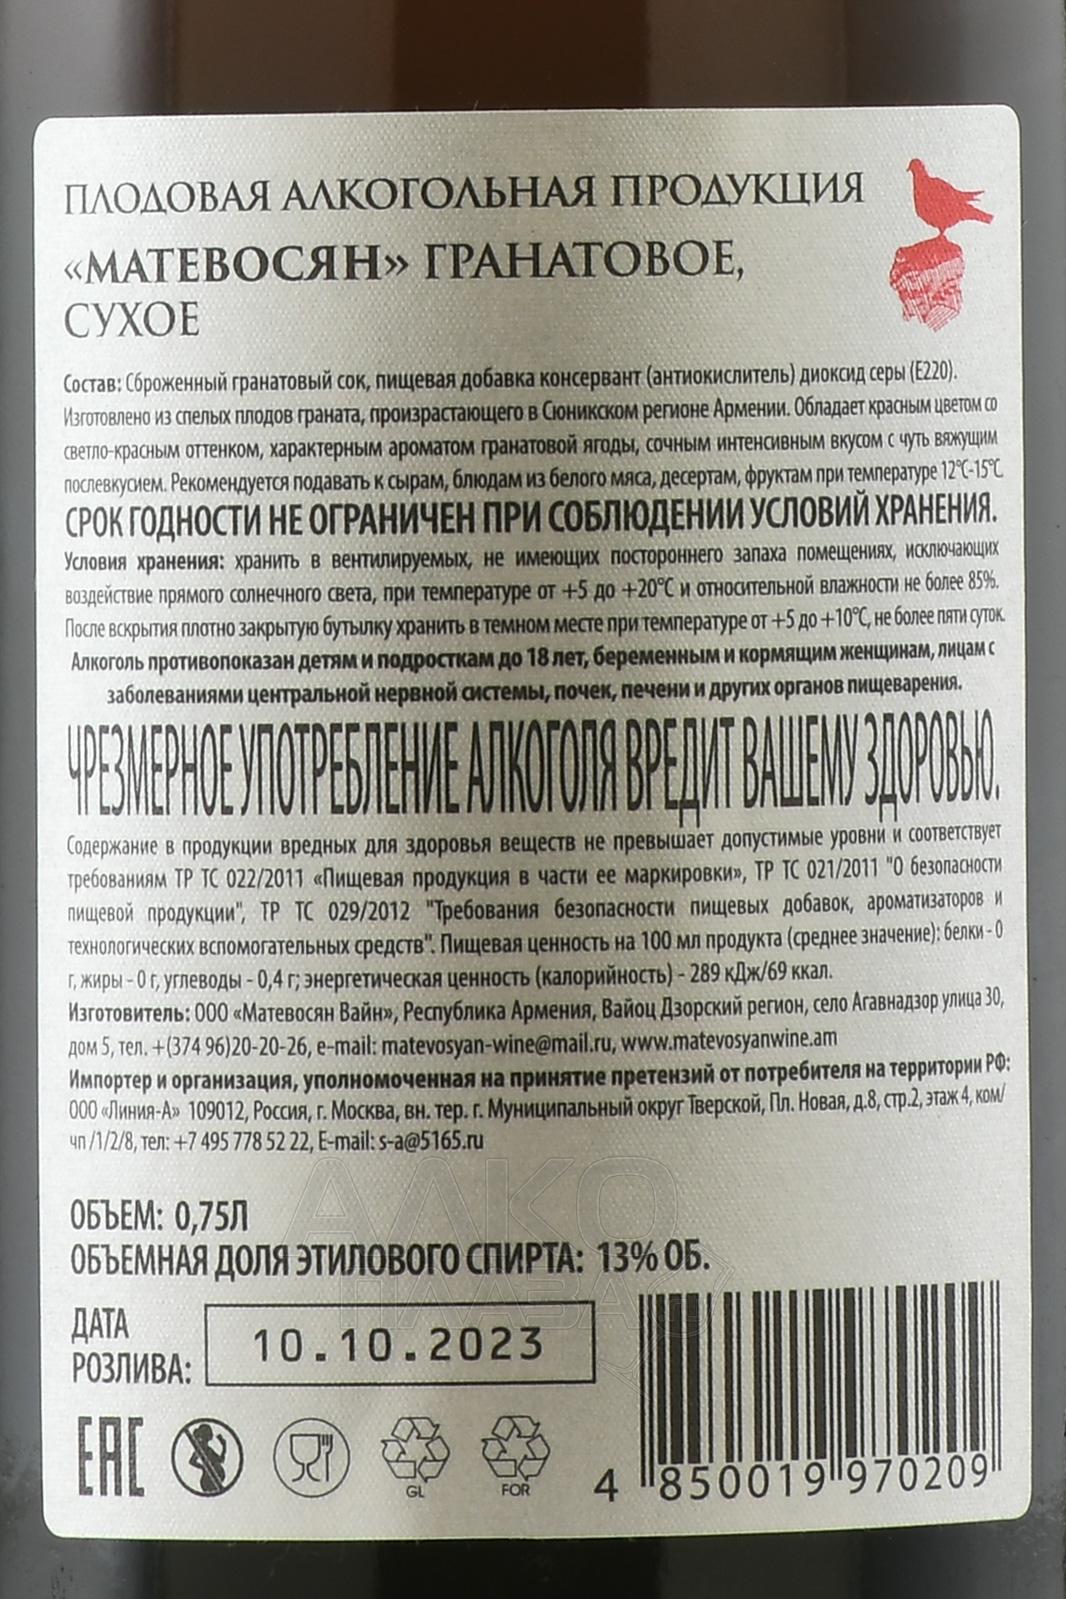 ПЛОДОВАЯ АЛКОГОЛЬНАЯ ПРОДУКЦИЯ
«МАТЕВОСЯН» ГРАНАТОВОЕ,
СУХОЕ
Состав: Сброженный гранатовый сок, пищевая добавка консервант (антиокислитель) диоксид серы (Е220).
Изготовлено из спелых плодов граната, произрастающего в Сюникском регионе Армении. Обладает красным цветом со
светло-красным оттенком, характерным ароматом гранатовой ягоды, сочным интенсивным вкусом с чуть вяжущим
послевкусием. Рекомендуется подавать к сырам, блюдам из белого мяса, десертам, фруктам при температуре 12°С-15°С
СРОК ГОДНОСТИ НЕ ОГРАНИЧЕН ПРИ СОБЛЮДЕНИИ УСЛОВИЙ ХРАНЕНИЯ.
Условия хранения: хранить в вентилируемых, не имеющих постороннего запаха помещениях, исключающих
воздействие прямого солнечного света, при температуре от +5 до +20°С и относительной влажности не более 85%.
После вскрытия плотно закрытую бутылку хранить в темном месте при температуре от +5 до +10°С, не более пяти суток.
Алкоголь противопоказан детям и подросткам до 18 лет, беременным и кормящим женщинам, лицам с
заболеваниями центральной нервной системы, почек, печени и других органов пищеварения.
ЧРЕЗМЕРНОЕ УПОТРЕБЛЕНИЕ АЛКОГОЛЯ ВРЕДИТ ВАШЕМУ ЗДОРОВЬЮ.
Содержание в продукции вредных для здоровья веществ не превышает допустимые уровни и соответствует
требованиям ТР ТС 022/2011 «Пищевая продукция в части ее маркировки», ТР ТС 021/2011 "О безопасности
пищевой продукции", ТР ТС 029/2012 "Требования безопасности пищевых добавок, ароматизаторов и
технологических вспомогательных средств". Пищевая ценность на 100 мл продукта (среднее значение): белки - 0
г, жиры - 0 г, углеводы - 0,4 г; энергетическая ценность (калорийность) - 289 кДж/69 ккал.
Изготовитель: ООО «Матевосян Вайн», Республика Армения, Вайоц Дзорский регион, село Агавнадзор улица 30,
дом 5, тел. +(374 96)20-20-26, e-mail: matevosyan-wine@mail.ru, www.matevosyanwine.am
Импортер и организация, уполномоченная на принятие претензий от потребителя на территории РФ:
ООО «Линия-А» 109012, Россия, г. Москва, вн. тер. г. Муниципальный округ Тверской, Пл. Новая, д.8, стр.2, этаж 4, ком/
чп /1/2/8, тел: +7 495 778 52 22, E-mail: s-a@5165.ru
АЛКО
ПЛАЗА
ОБЪЕМ: 0,75Л
ОБЪЕМНАЯ ДОЛЯ ЭТИЛОВОГО СПИРТА: 13% ОБ.
ДАТА
РОЗЛИВА:
10.10.2023
ЕАС
GL
FOR
4 850019 970209